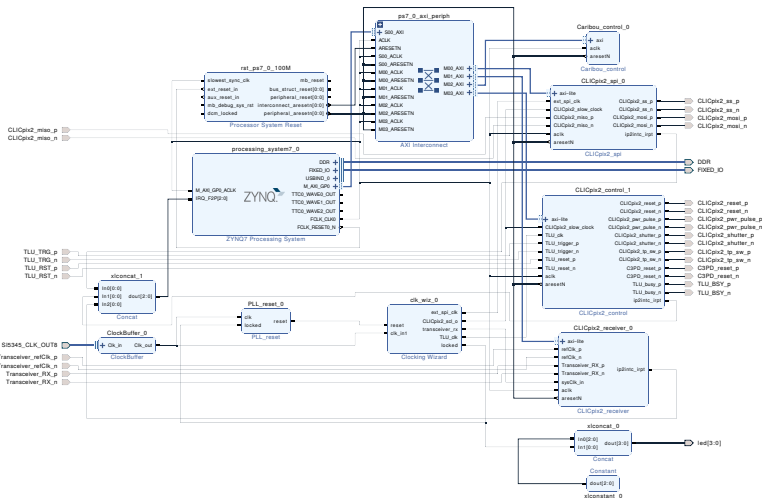 ps7_0_axi_periph
S00_AXI
ACLK
ARESETN
S00_ACLK
S00_ARESETN
M00_ACLK
M00_ARESETN
M01_ACLK
M01_ARESETN
M02_ACLK
M02_ARESETN
M03_ACLK
M03_ARESETN
M00_AXI
M01_AXI
M02_AXI
M03_AXI
AXI Interconnect
Caribou_control_0
axi
aclk
aresetN
Caribou_control
rst_ps7_0_100M
slowest_sync_clk
ext_reset_in
aux_reset_in
mb_debug_sys_rst
dcm_locked
mb_reset
bus_struct_reset[0:0]
peripheral_reset[0:0]
interconnect_aresetn[0:0]
peripheral_aresetn[0:0]
Processor System Reset
CLICpix2_spi_0
axi-lite
ext_spi_clk
CLICpix2_slow_clock
CLICpix2_miso_p
CLICpix2_miso_n
aclk
aresetN
CLICpix2_ss_p
CLICpix2_ss_n
CLICpix2_mosi_p
CLICpix2_mosi_n
ip2intc_irpt
CLICpix2_spi
CLICpix2_ss_p
CLICpix2_ss_n
CLICpix2_mosi_p
CLICpix2_mosi_n
CLICpix2_miso_p
CLICpix2_miso_n
processing_system7_0
M_AXI_GP0_ACLK
IRQ_F2P[2:0]
ZYNQ
DDR
FIXED_IO
USBIND_0
M_AXI_GP0
TTC0_WAVE0_OUT
TTC0_WAVE1_OUT
TTC0_WAVE2_OUT
FCLK_CLK0
FCLK_RESET0_N
ZYNQ7 Processing System
DDR
FIXED_IO
CLICpix2_control_1
axi-lite
CLICpix2_slow_clock
TLU_clk
TLU_trigger_p
TLU_trigger_n
TLU_reset_p
TLU_reset_n
aclk
aresetN
CLICpix2_reset_p
CLICpix2_reset_n
CLICpix2_pwr_pulse_p
CLICpix2_pwr_pulse_n
CLICpix2_shutter_p
CLICpix2_shutter_n
CLICpix2_tp_sw_p
CLICpix2_tp_sw_n
C3PD_reset_p
C3PD_reset_n
TLU_busy_p
TLU_busy_n
ip2intc_irpt
CLICpix2_control
CLICpix2_reset_p
CLICpix2_reset_n
CLICpix2_pwr_pulse_p
CLICpix2_pwr_pulse_n
CLICpix2_shutter_p
CLICpix2_shutter_n
CLICpix2_tp_sw_p
CLICpix2_tp_sw_n
C3PD_reset_p
C3PD_reset_n
TLU_BSY_p
TLU_BSY_n
TLU_TRG_p
TLU_TRG_n
TLU_RST_p
TLU_RST_n
xlconcat_1
In0[0:0]
In1[0:0]
In2[0:0]
dout[2:0]
Concat
PLL_reset_0
clk
locked
reset
PLL_reset
clk_wiz_0
reset
clk_in1
ext_spi_clk
transceiver_rx
TLU_clk
locked
Clocking Wizard
ClockBuffer_0
Clk_in
Clk_out
ClockBuffer
SI5345_CLK_OUT8
Transceiver_refClk_p
Transceiver_refClk_n
Transceiver_RX_p
Transceiver_RX_n
CLICpix2_receiver_0
axi-lite
refClk_p
refClk_n
Transceiver_RX_p
Transceiver_RX_n
sysClk_in
aclk
aresetN
ip2intc_irpt
CLICpix2_receiver
xlconcat_0
In0[2:0]
In1[0:0]
dout[3:0]
Concat
led[3:0]
Constant
dout[2:0]
xlconstant_0